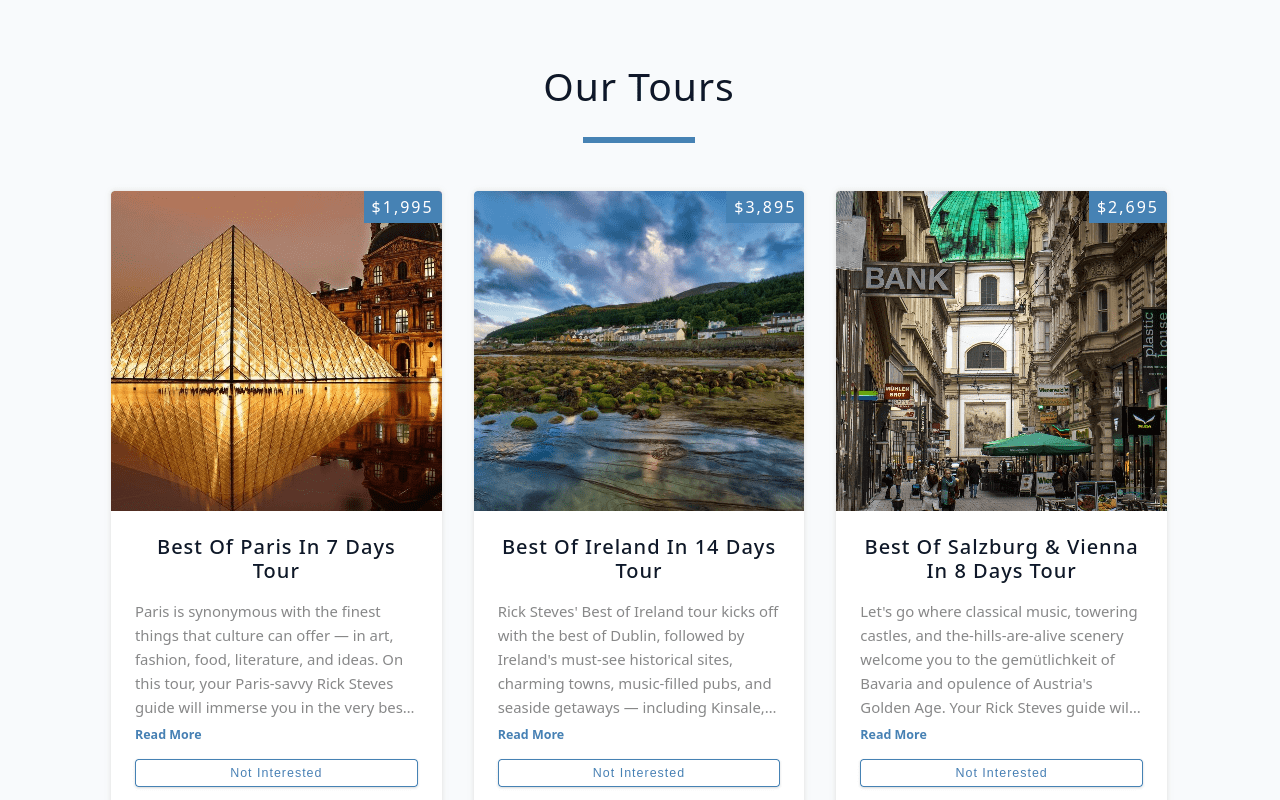 Our Tours
$1,995
$3,895
$2,695
BANK
plastic
house
MÜHLEN
BROT
Best Of Paris In 7 Days
Tour
Paris is synonymous with the finest
things that culture can offer — in art,
fashion, food, literature, and ideas. On
this tour, your Paris-savvy Rick Steves
guide will immerse you in the very bes...
Read More
Not Interested
Best Of Ireland In 14 Days
Tour
Rick Steves' Best of Ireland tour kicks off
with the best of Dublin, followed by
Ireland's must-see historical sites,
charming towns, music-filled pubs, and
seaside getaways — including Kinsale,...
Read More
Not Interested
Best Of Salzburg & Vienna
In 8 Days Tour
Let's go where classical music, towering
castles, and the-hills-are-alive scenery
welcome you to the gemütlichkeit of
Bavaria and opulence of Austria's
Golden Age. Your Rick Steves guide wil...
Read More
Not Interested